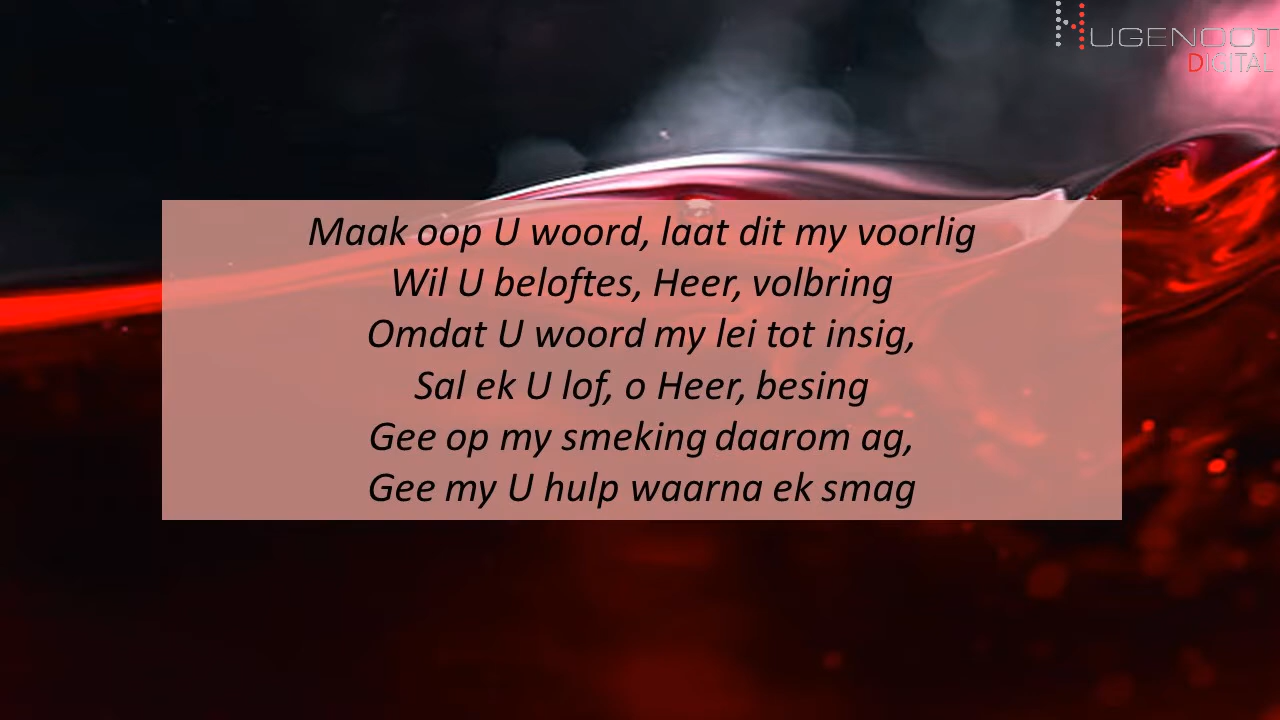 HUGENOOT
DIGITAL
Maak oop U woord, laat dit my voorlig
Wil U beloftes, Heer, volbring
Omdat U woord my lei tot insig,
Sal ek U lof, o Heer, besing
Gee op my smeking daarom ag,
Gee my U hulp waarna ek smag